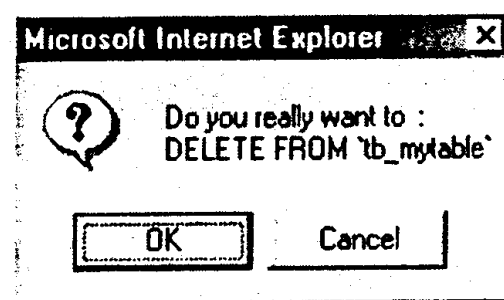 Microsoft Internet Explorer
?
Do you really want to :
DELETE FROM `tb_mytable`
OK
Cancel